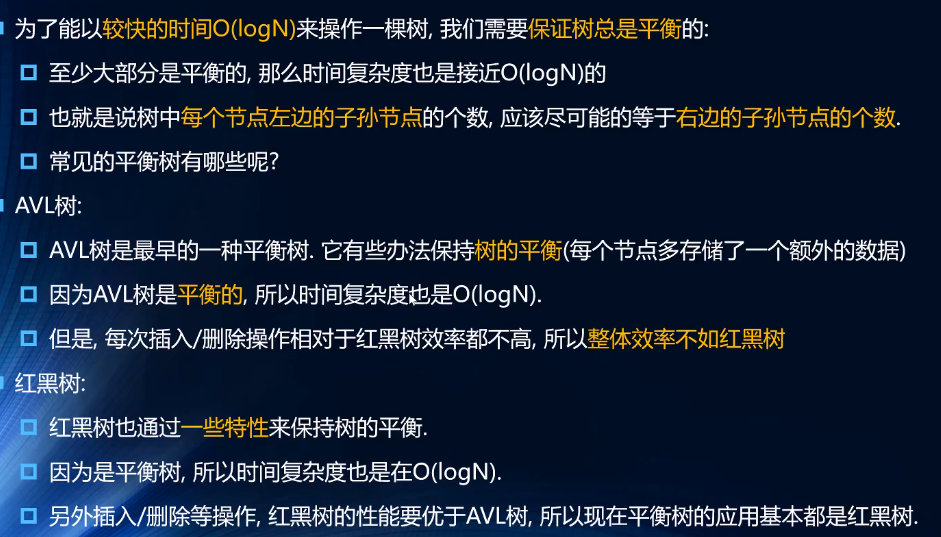 为了能以较快的时间O(logN)来操作一棵树, 我们需要保证树总是平衡的:
至少大部分是平衡的, 那么时间复杂度也是接近O(logN)的
也就是说树中每个节点左边的子孙节点的个数, 应该尽可能的等于右边的子孙节点的个数.
常见的平衡树有哪些呢?
AVL树:
AVL树是最早的一种平衡树. 它有些办法保持树的平衡(每个节点多存储了一个额外的数据)
因为AVL树是平衡的, 所以时间复杂度也是O(logN).
但是, 每次插入/删除操作相对于红黑树效率都不高, 所以整体效率不如红黑树
红黑树:
红黑树也通过一些特性来保持树的平衡.
因为是平衡树, 所以时间复杂度也是在O(logN).
另外插入/删除等操作, 红黑树的性能要优于AVL树, 所以现在平衡树的应用基本都是红黑树.